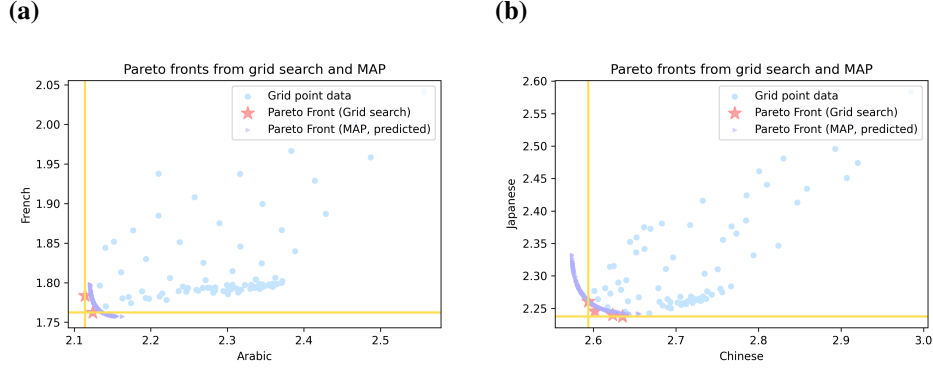 (a)
Pareto fronts from grid search and MAP
2.05
2.00
1.95
1.90
1.85
1.80
1.75
French
2.1 2.2 2.3 2.4 2.5
Arabic
Grid point data
Pareto Front (Grid search)
Pareto Front (MAP, predicted)
(b)
Pareto fronts from grid search and MAP
2.60
2.55
2.50
2.45
2.40
2.35
2.30
2.25
Japanese
2.6 2.7 2.8 2.9 3.0
Chinese
Grid point data
Pareto Front (Grid search)
Pareto Front (MAP, predicted)